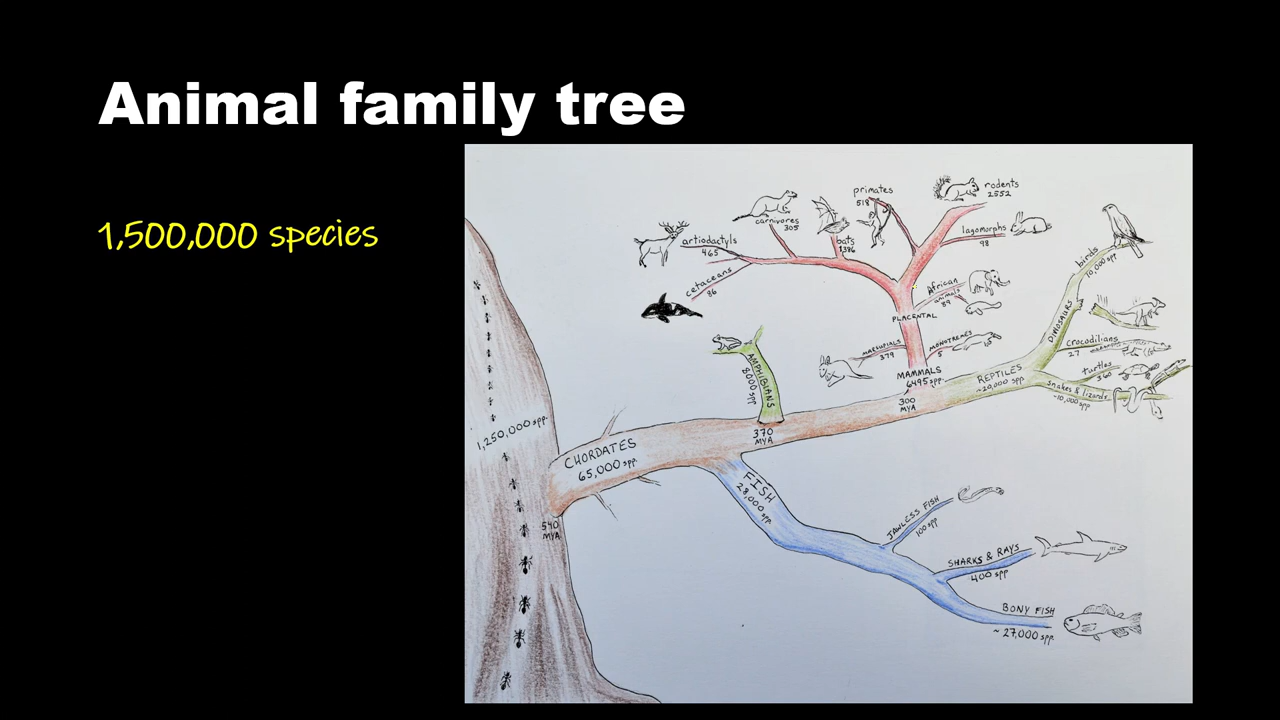 Animal family tree
1,500,000 species
primates
518
rodents
2552
carnivores
305
bats
1386
lagomorphs
98
artiodactyls
465
cetaceans
86
African
animals
89
PLACENTAL
MARSUPIALS
379
MONOTREMES
5
MAMMALS
6495 spp.
300
MYA
birds
10,000 spp
DINOSAURS
crocodilians
27
turtles
360
snakes & lizards
~10,000 spp
REPTILES
~20,000 spp
AMPHIBIANS
8000 spp
370
MYA
1,250,000 spp.
CHORDATES
65,000 spp.
540
MYA
FISH
28,000 spp.
JAWLESS FISH
100 spp
SHARKS & RAYS
400 spp
BONY FISH
~ 27,000 spp.